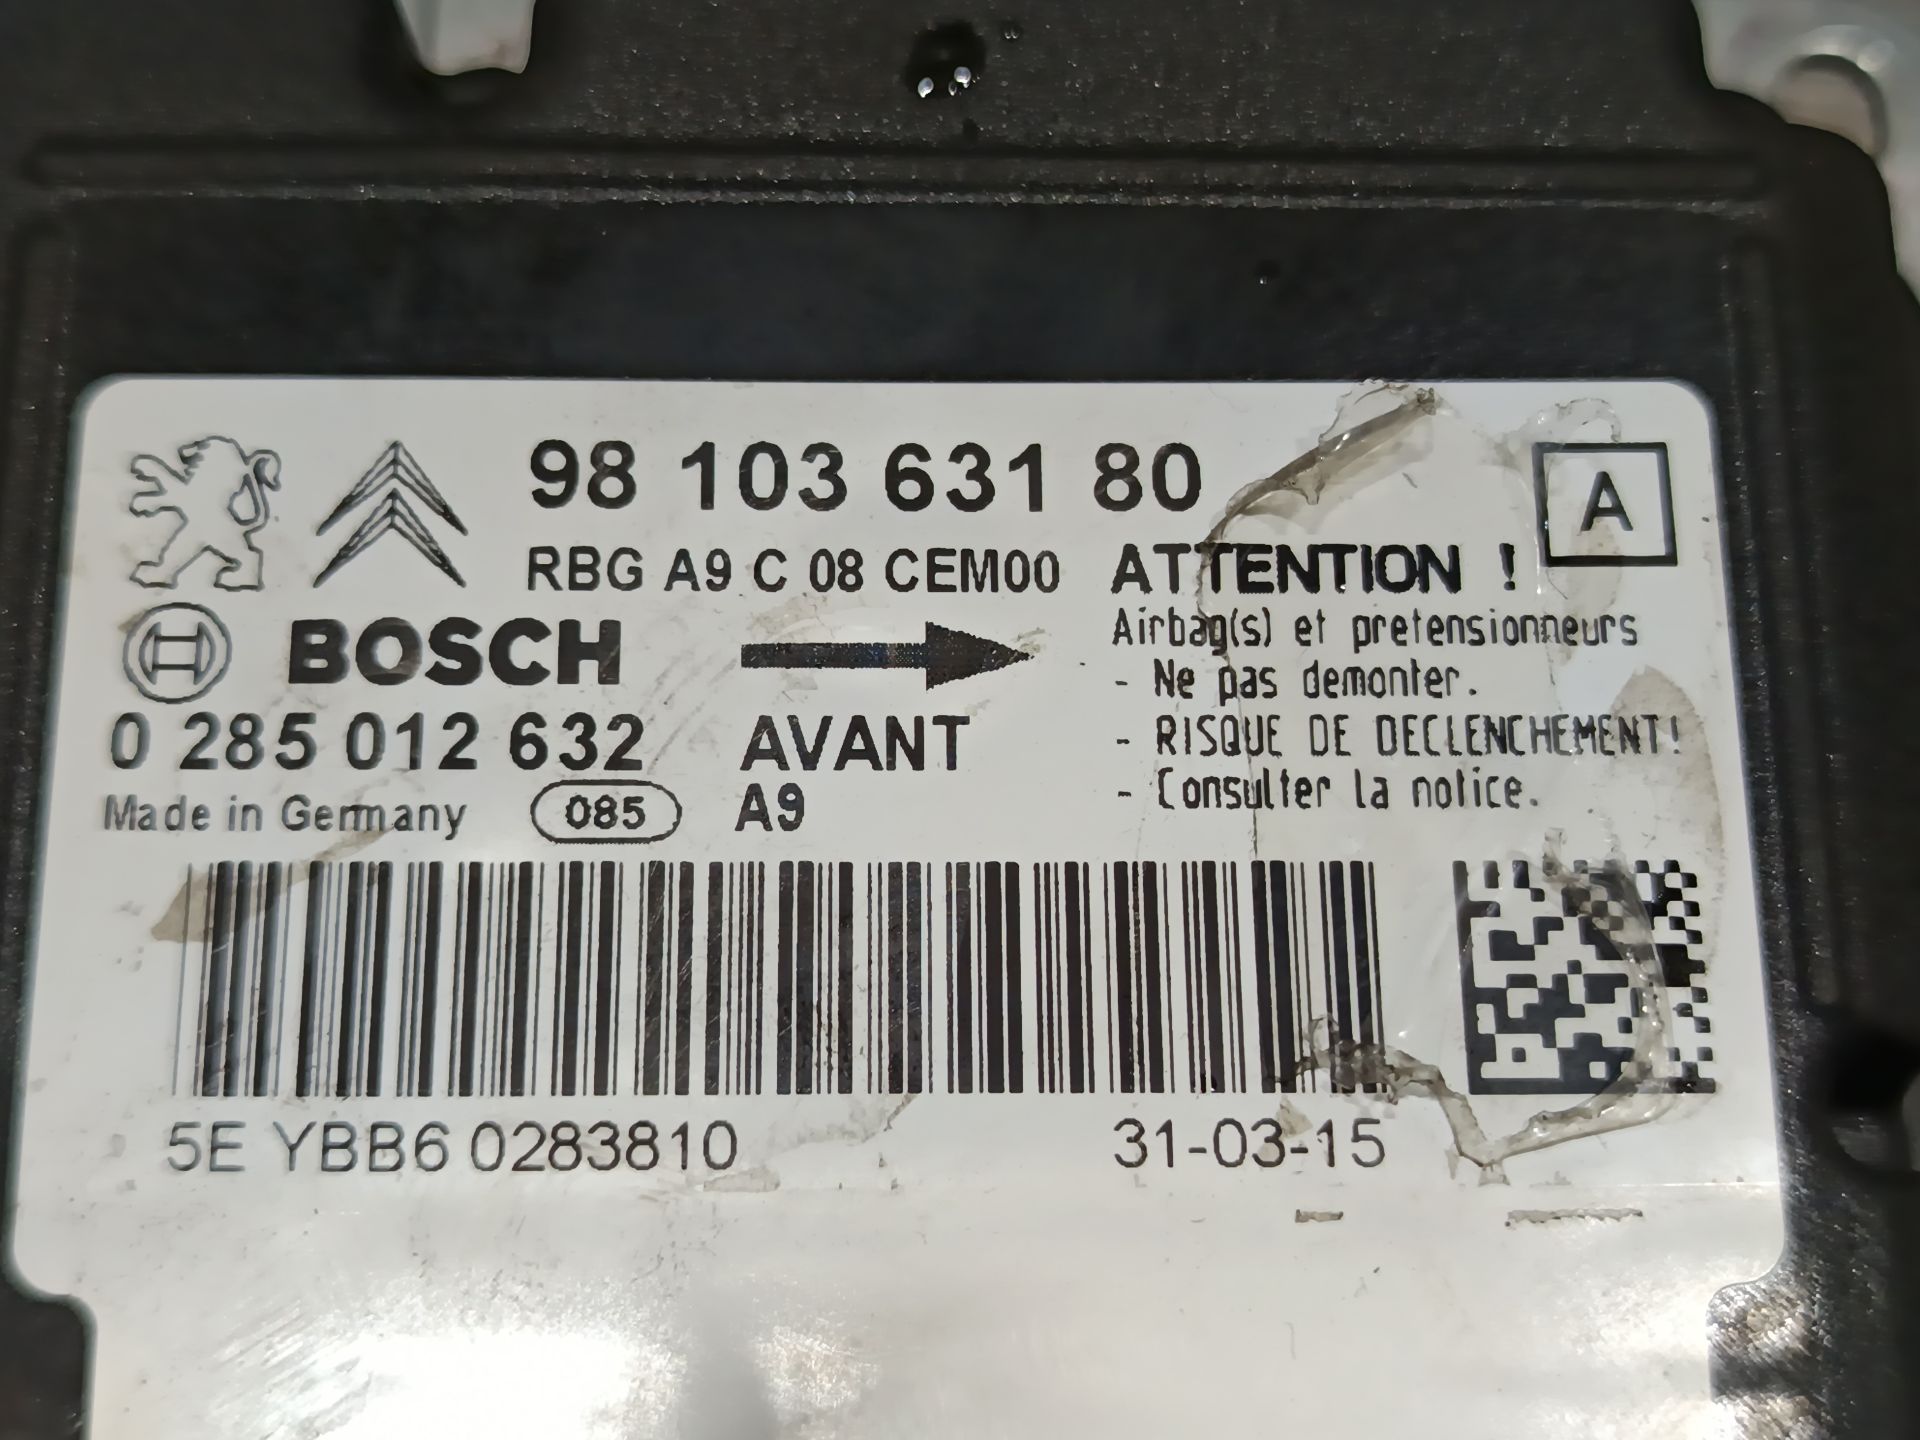 98 103 631 80
A
RBG A9 C 08 CEM00
ATTENTION !
BOSCH
Airbag(s) et pretensionneurs
- Ne pas demonter.
0 285 012 632
AVANT
- RISQUE DE DECLENCHEMENT!
- Consulter la notice.
Made in Germany
085
A9
5E YBB6 0283810
31-03-15